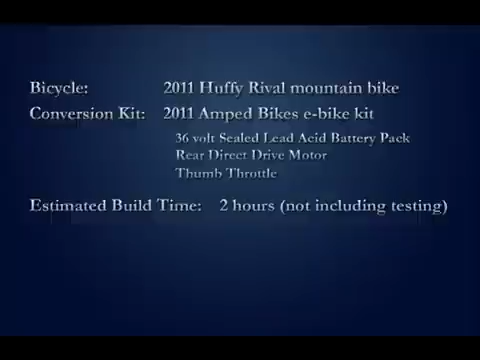 Bicycle: 2011 Huffy Rival mountain bike
Conversion Kit: 2011 Amped Bikes e-bike kit
36 volt Sealed Lead Acid Battery Pack
Rear Direct Drive Motor
Thumb Throttle
Estimated Build Time: 2 hours (not including testing)